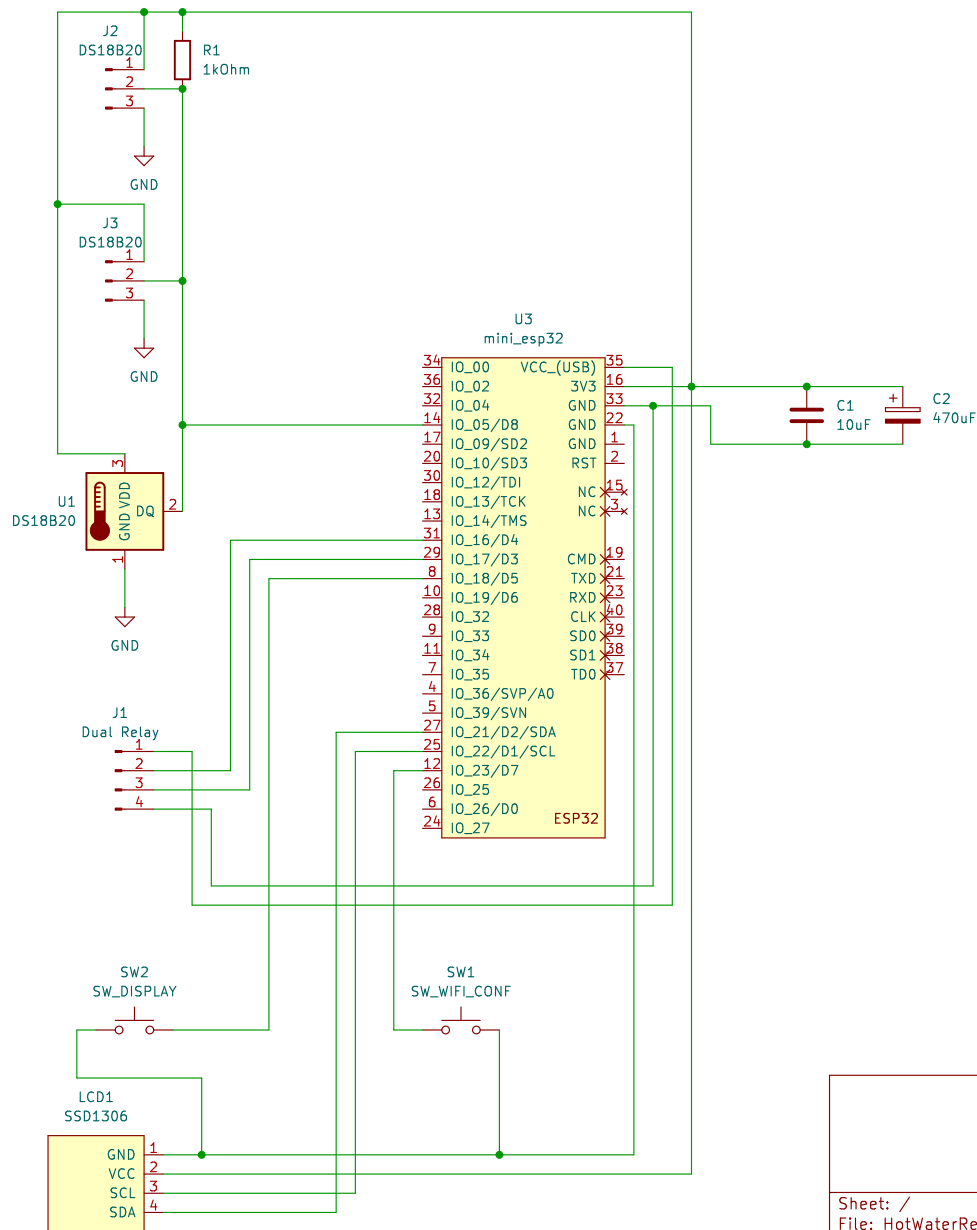 J2
DS18B20
1
2
3
GND
R1
1kOhm
J3
DS18B20
1
2
3
GND
U1
DS18B20
3
VDD
GND
DQ
2
1
GND
U3
mini_esp32
34 IO_00
36 IO_02
32 IO_04
14 IO_05/D8
17 IO_09/SD2
20 IO_10/SD3
30 IO_12/TDI
18 IO_13/TCK
13 IO_14/TMS
31 IO_16/D4
29 IO_17/D3
8 IO_18/D5
10 IO_19/D6
28 IO_32
9 IO_33
11 IO_34
7 IO_35
4 IO_36/SVP/A0
5 IO_39/SVN
27 IO_21/D2/SDA
25 IO_22/D1/SCL
12 IO_23/D7
26 IO_25
6 IO_26/D0
24 IO_27
VCC_(USB) 35
3V3 16
GND 33
GND 22
GND 1
RST 2
NC 15
NC 3
CMD 19
TXD 21
RXD 23
CLK 40
SD0 39
SD1 38
TD0 37
ESP32
C1
10uF
+
C2
470uF
J1
Dual Relay
1
2
3
4
SW2
SW_DISPLAY
SW1
SW_WIFI_CONF
LCD1
SSD1306
GND 1
VCC 2
SCL 3
SDA 4
Sheet: /
File: HotWaterRe